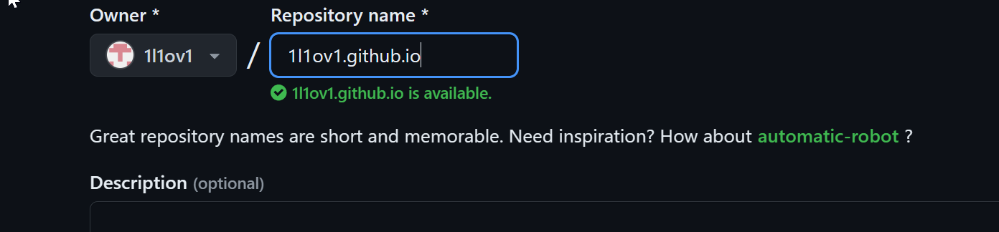 Owner *
Repository name *
1l1ov1
/
1l1ov1.github.io
1l1ov1.github.io is available.
Great repository names are short and memorable. Need inspiration? How about automatic-robot ?
Description (optional)